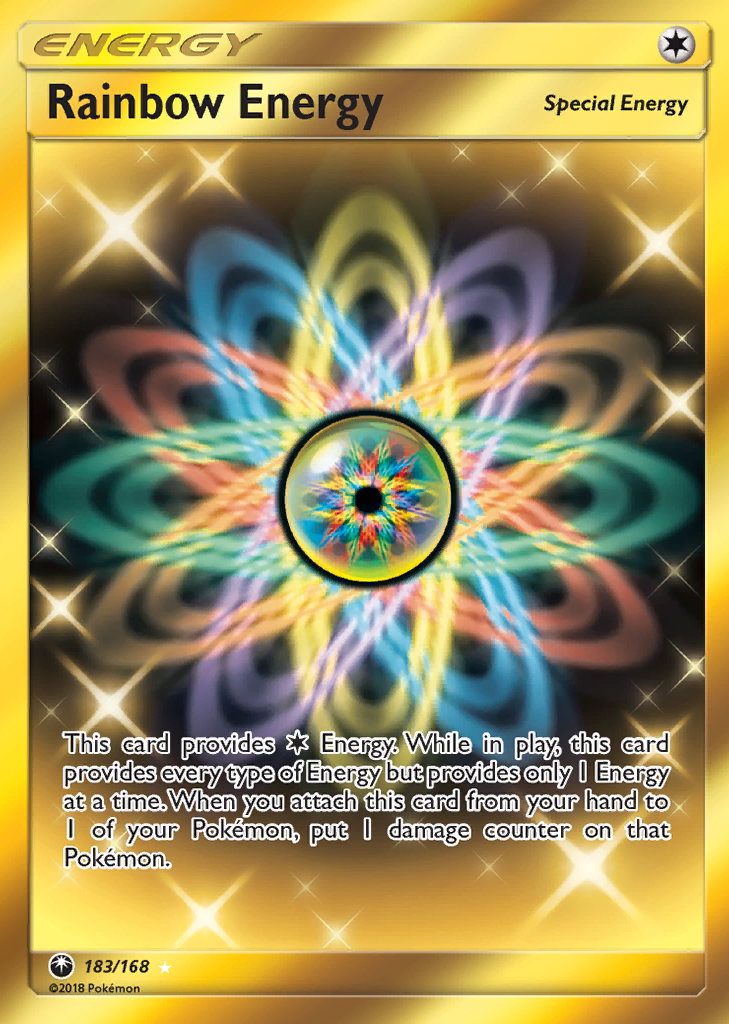 ENERGY
Rainbow Energy
Special Energy
This card provides Energy. While in play, this card
provides every type of Energy but provides only 1 Energy
at a time. When you attach this card from your hand to
1 of your Pokémon, put 1 damage counter on that
Pokémon.
183/168
©2018 Pokémon